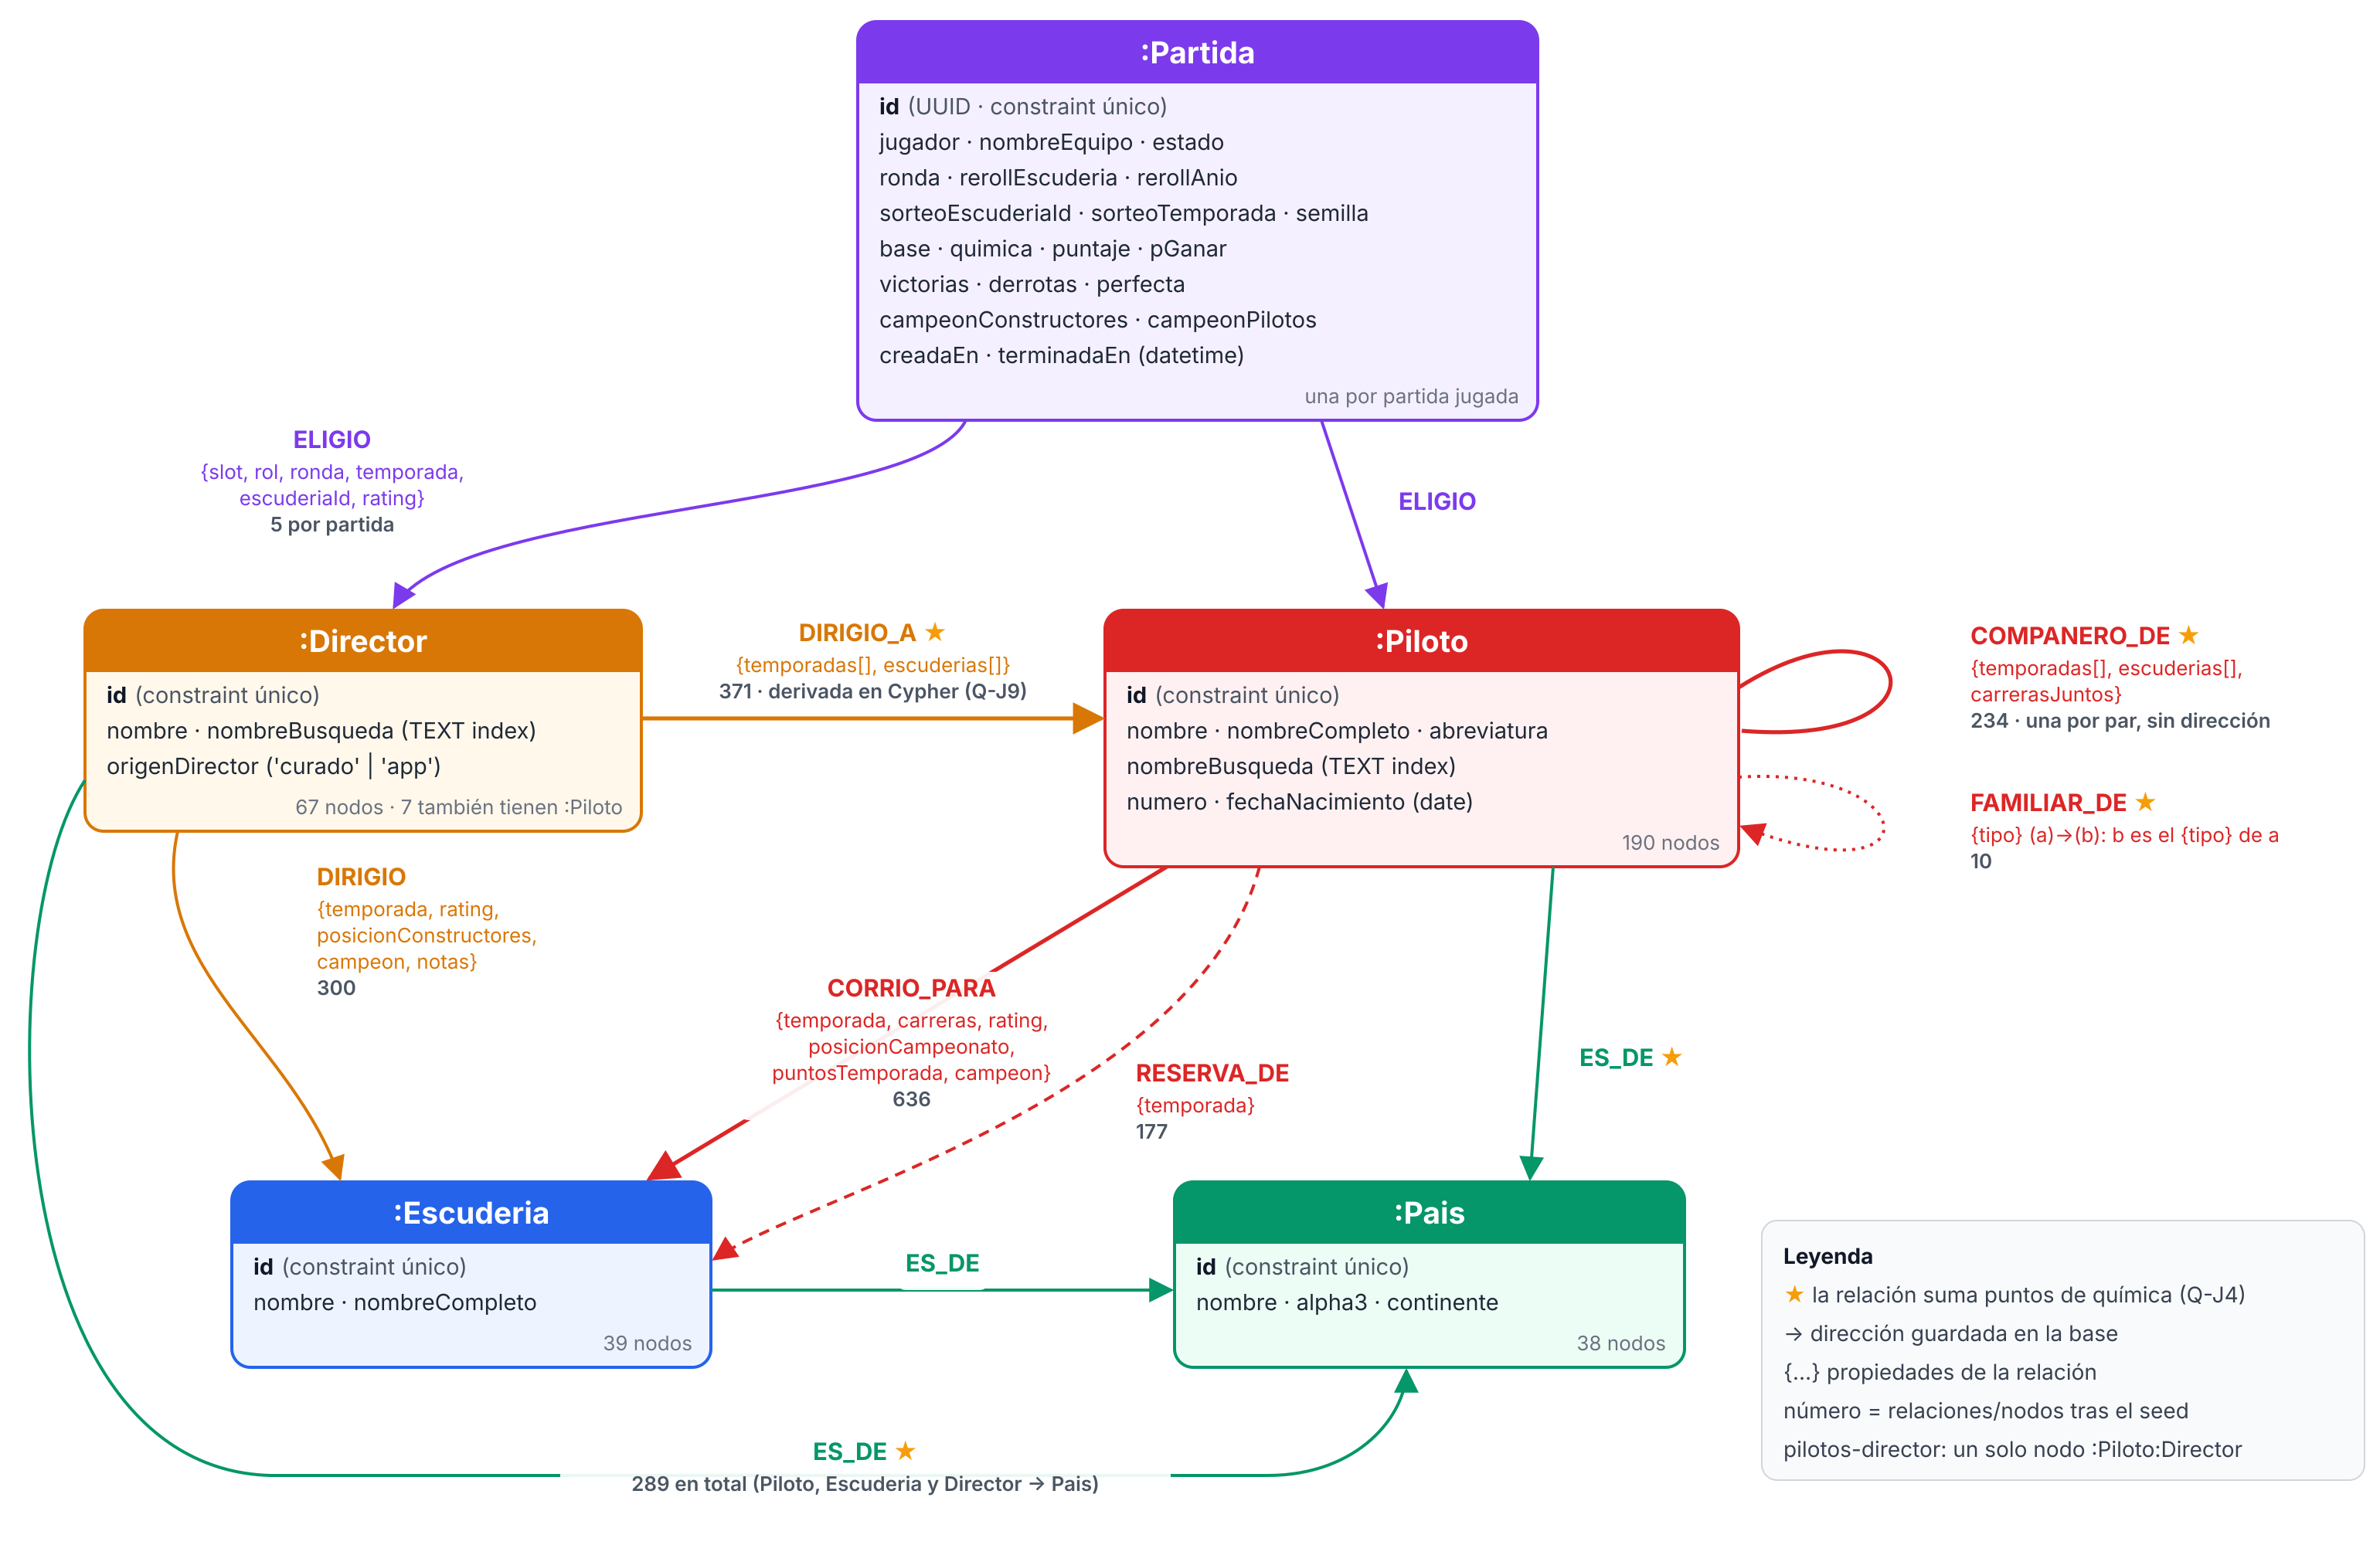 :Partida
id (UUID · constraint único)
jugador · nombreEquipo · estado
ronda · rerollEscuderia · rerollAnio
sorteoEscuderiaId · sorteoTemporada · semilla
base · quimica · puntaje · pGanar
victorias · derrotas · perfecta
campeonConstructores · campeonPilotos
creadaEn · terminadaEn (datetime)
una por partida jugada
ELIGIO
{slot, rol, ronda, temporada,
escuderiaId, rating}
5 por partida
ELIGIO
:Director
id (constraint único)
nombre · nombreBusqueda (TEXT index)
origenDirector ('curado' | 'app')
67 nodos · 7 también tienen :Piloto
DIRIGIO_A ★
{temporadas[], escuderias[]}
371 · derivada en Cypher (Q-J9)
:Piloto
id (constraint único)
nombre · nombreCompleto · abreviatura
nombreBusqueda (TEXT index)
numero · fechaNacimiento (date)
190 nodos
COMPANERO_DE ★
{temporadas[], escuderias[],
carrerasJuntos}
234 · una por par, sin dirección
FAMILIAR_DE ★
{tipo} (a)→(b): b es el {tipo} de a
10
DIRIGIO
{temporada, rating,
posicionConstructores,
campeon, notas}
300
CORRIO_PARA
{temporada, carreras, rating,
posicionCampeonato,
puntosTemporada, campeon}
636
RESERVA_DE
{temporada}
177
ES_DE ★
:Escuderia
id (constraint único)
nombre · nombreCompleto
39 nodos
ES_DE
:Pais
id (constraint único)
nombre · alpha3 · continente
38 nodos
ES_DE ★
289 en total (Piloto, Escuderia y Director → Pais)
Leyenda
★ la relación suma puntos de química (Q-J4)
→ dirección guardada en la base
{...} propiedades de la relación
número = relaciones/nodos tras el seed
pilotos-director: un solo nodo :Piloto:Director